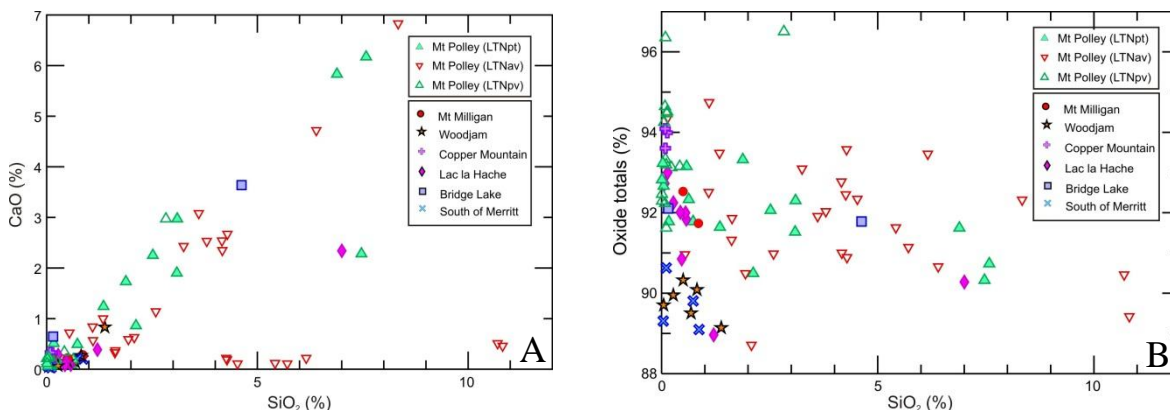 7
6
5
4
3
2
1
0
CaO (%)
0
5
10
SiO₂ (%)
Mt Polley (LTNpt)
Mt Polley (LTNav)
Mt Polley (LTNpv)
Mt Milligan
Woodjam
Copper Mountain
Lac la Hache
Bridge Lake
South of Merritt
A
96
94
92
90
88
Oxide totals (%)
0
5
10
SiO₂ (%)
Mt Polley (LTNpt)
Mt Polley (LTNav)
Mt Polley (LTNpv)
Mt Milligan
Woodjam
Copper Mountain
Lac la Hache
Bridge Lake
South of Merritt
B